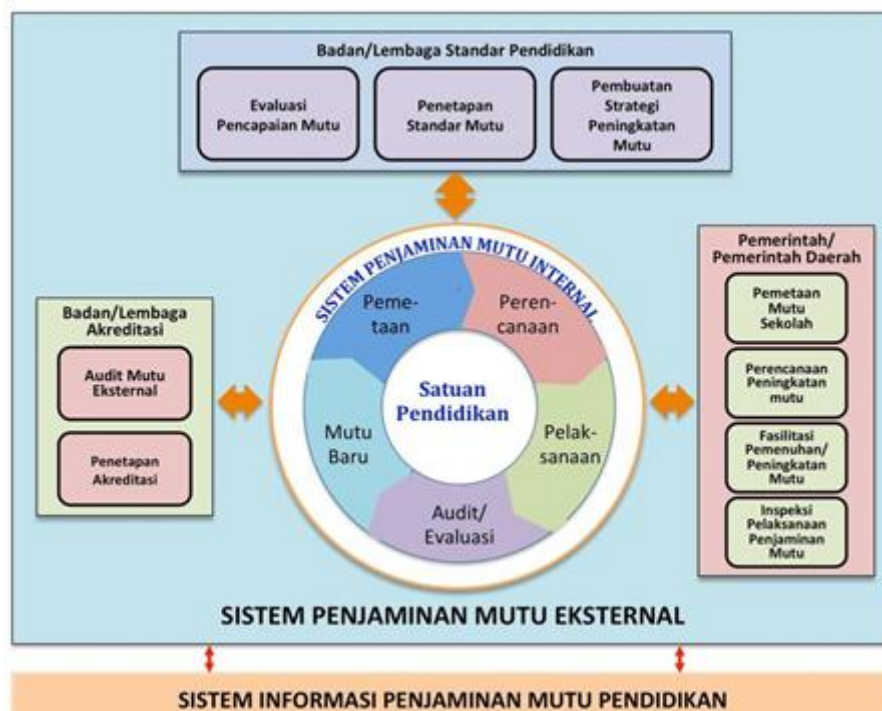 Badan/Lembaga Standar Pendidikan
Evaluasi
Pencapaian Mutu
Penetapan
Standar Mutu
Pembuatan
Strategi
Peningkatan
Mutu
Badan/Lembaga
Akreditasi
Audit Mutu
Eksternal
Penetapan
Akreditasi
SISTEM PENJAMINAN MUTU INTERNAL
Peme-
taan
Peren-
canaan
Pelak-
sanaan
Audit/
Evaluasi
Mutu
Baru
Satuan
Pendidikan
Pemerintah/
Pemerintah Daerah
Pemetaan
Mutu
Sekolah
Perencanaan
Peningkatan
mutu
Fasilitasi
Pemenuhan/
Peningkatan
Mutu
Inspeksi
Pelaksanaan
Penjaminan
Mutu
SISTEM PENJAMINAN MUTU EKSTERNAL
SISTEM INFORMASI PENJAMINAN MUTU PENDIDIKAN